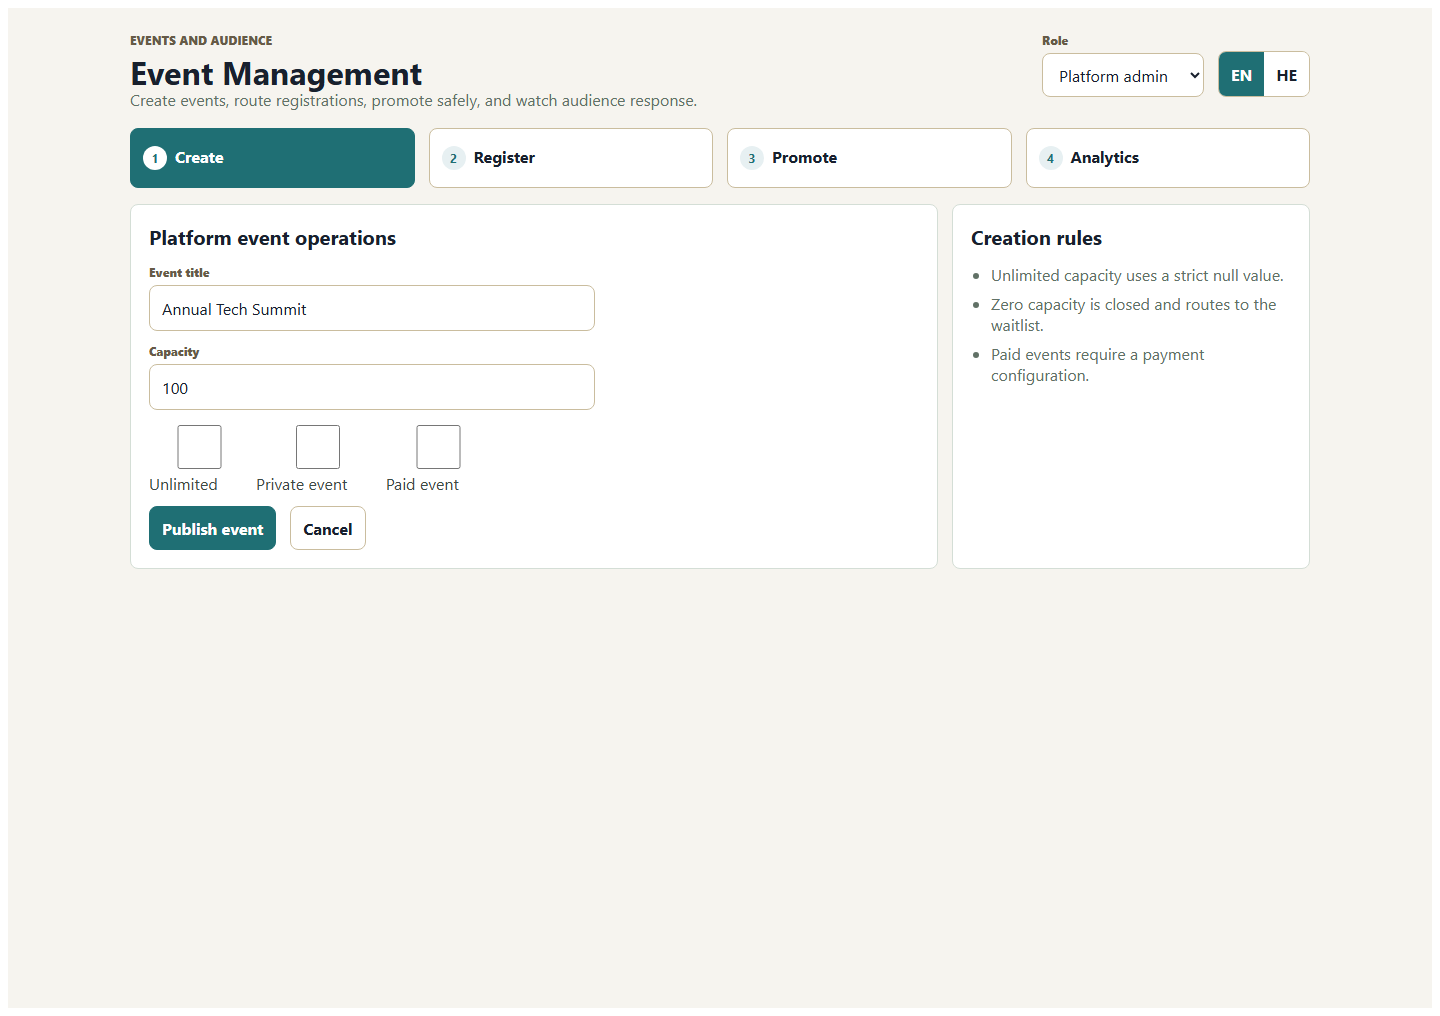 EVENTS AND AUDIENCE
Event Management
Create events, route registrations, promote safely, and watch audience response.
Role
Platform admin
EN HE
1 Create
2 Register
3 Promote
4 Analytics
Platform event operations
Event title
Annual Tech Summit
Capacity
100
Unlimited Private event Paid event
Publish event Cancel
Creation rules
Unlimited capacity uses a strict null value.
Zero capacity is closed and routes to the
waitlist.
Paid events require a payment
configuration.